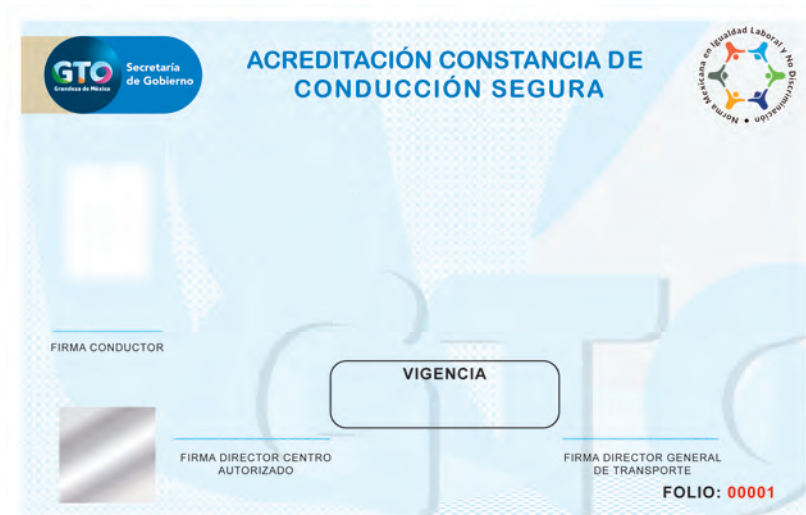 GTO
Grandeza de México
Secretaría
de Gobierno
ACREDITACIÓN CONSTANCIA DE
CONDUCCIÓN SEGURA
Norma Mexicana en Igualdad Laboral y No Discriminación •
GTO
FIRMA CONDUCTOR
VIGENCIA
FIRMA DIRECTOR CENTRO
AUTORIZADO
FIRMA DIRECTOR GENERAL
DE TRANSPORTE
FOLIO: 00001